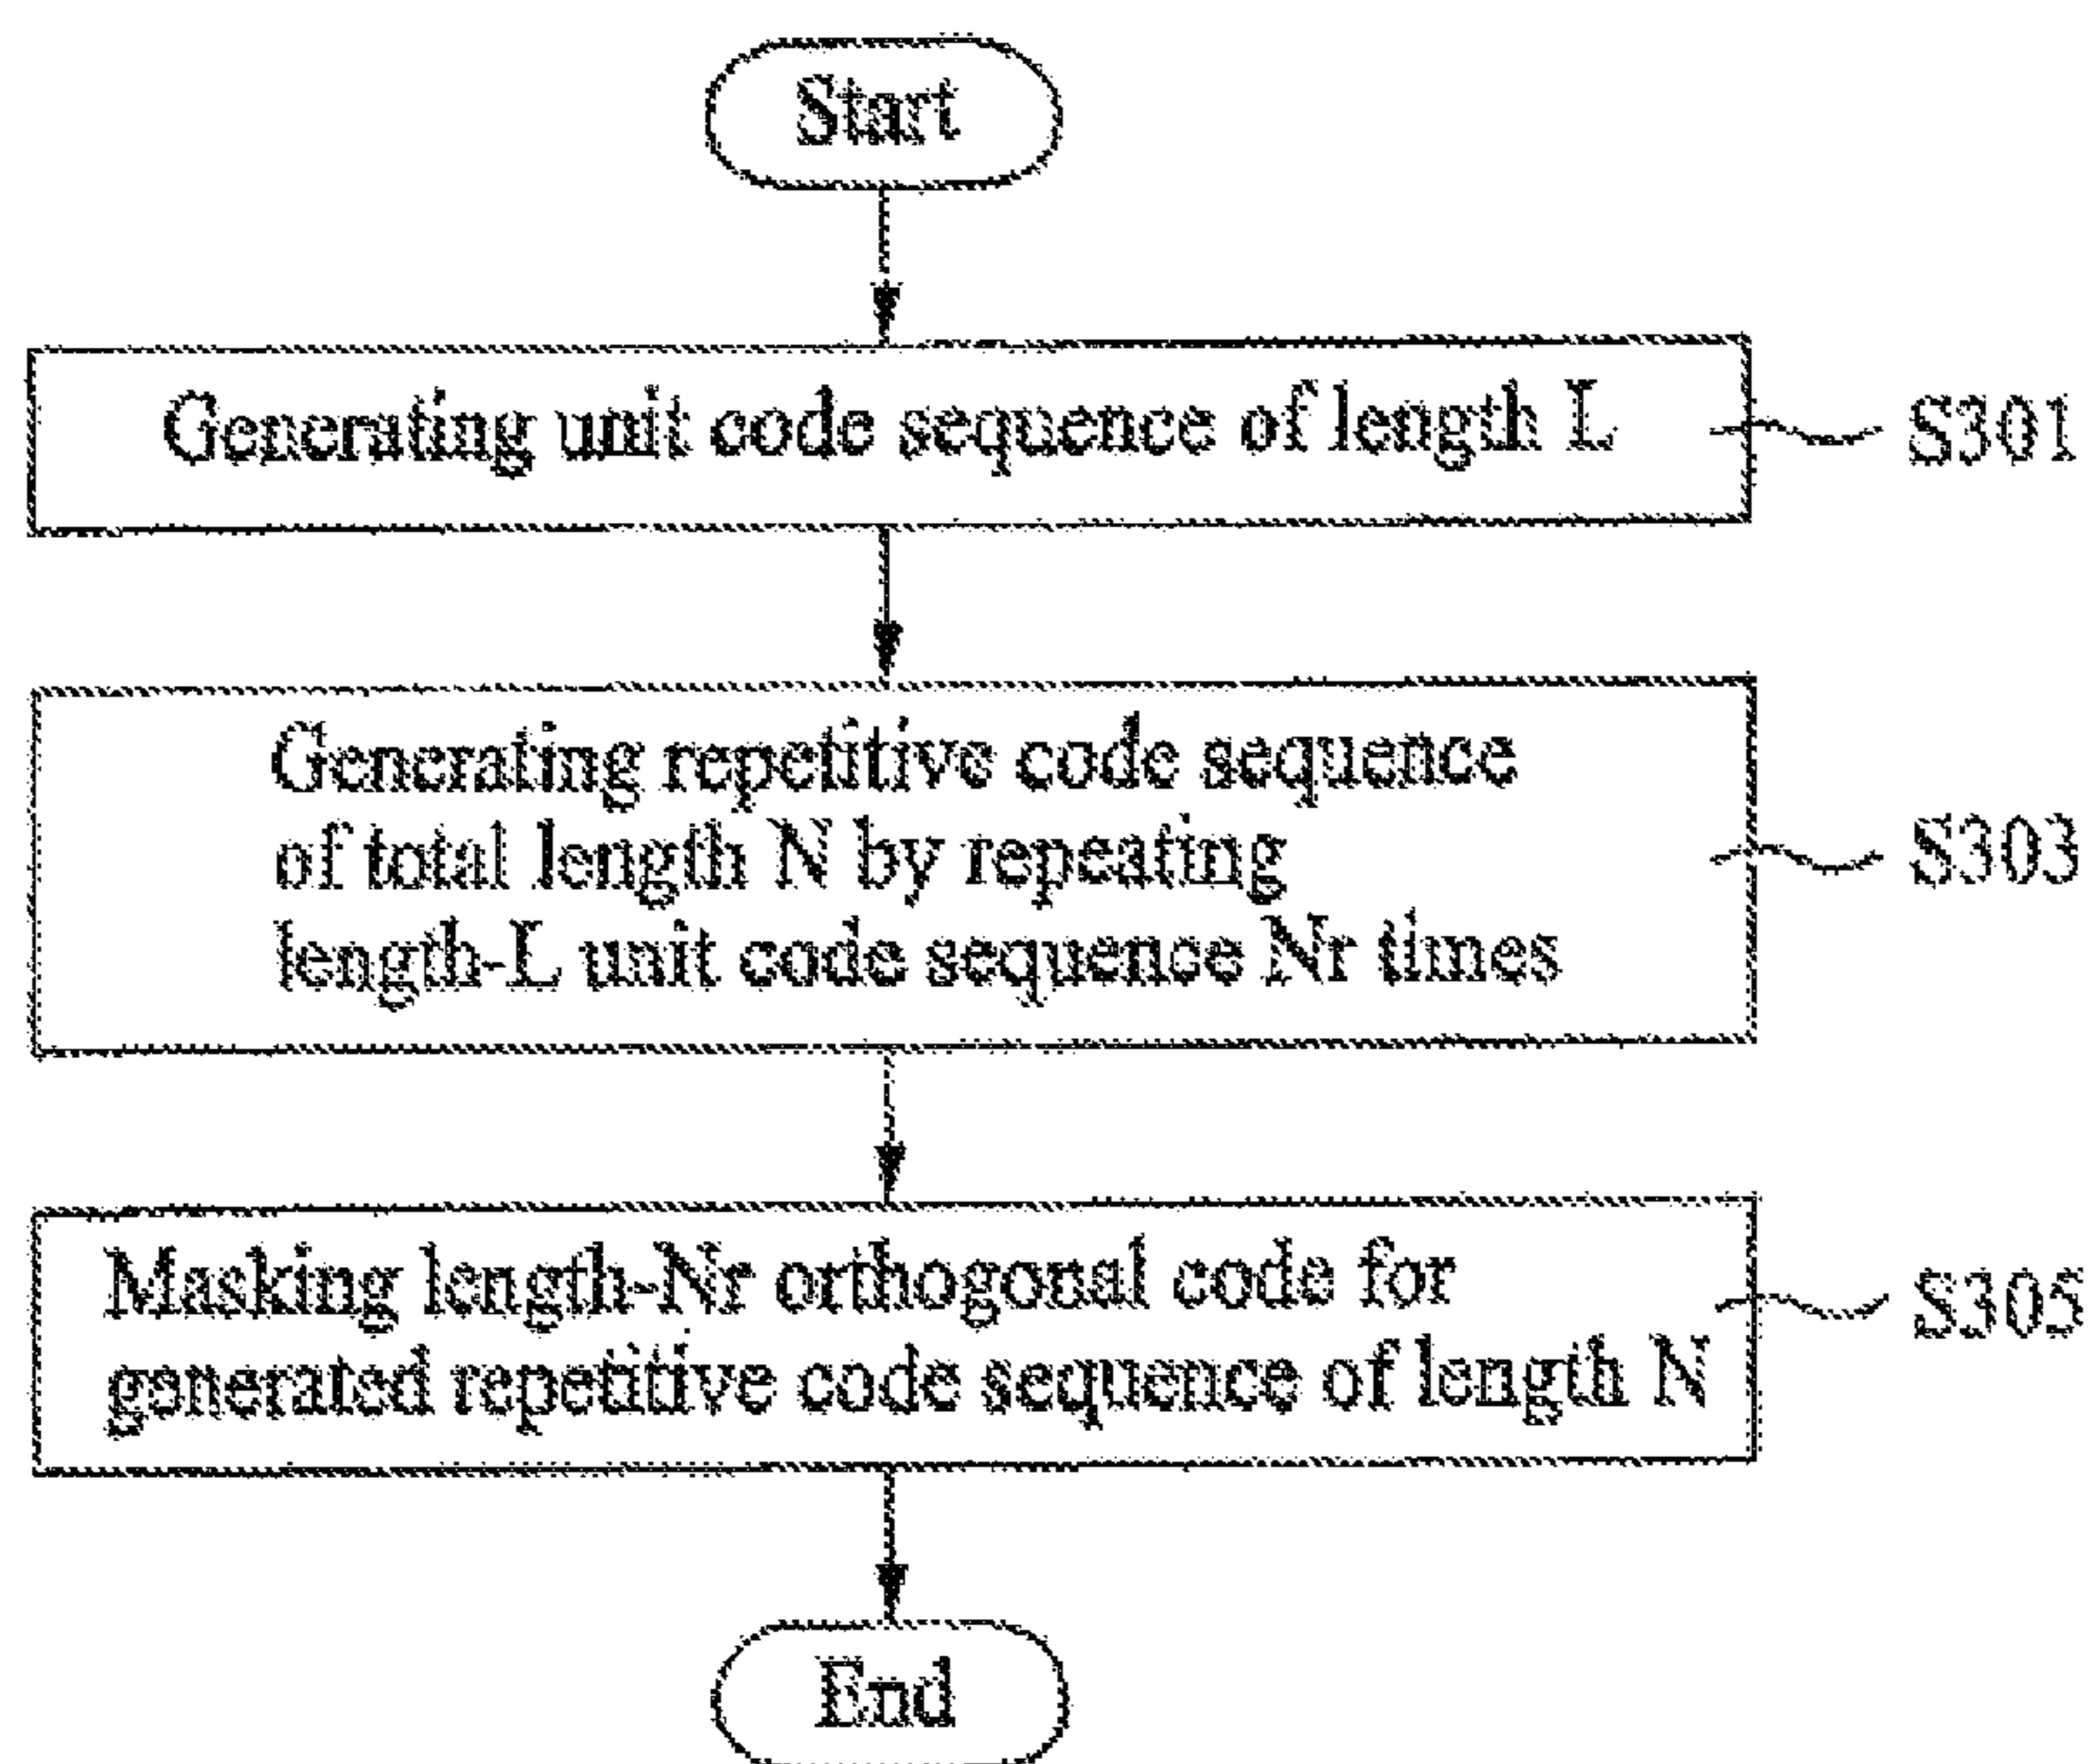 Start
Generating unit code sequence of length L
S301
Generating repetitive code sequence
of total length N by repeating
length-L unit code sequence Nr times
S303
Masking length-Nr orthogonal code for
generated repetitive code sequence of length N
S305
End